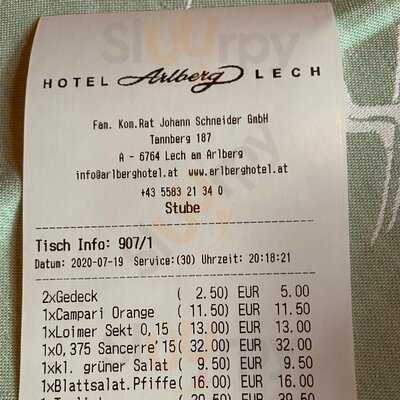 HOTEL Arlberg LECH
Fam. Kom.Rat Johann Schneider GmbH
Tannberg 187
A - 6764 Lech am Arlberg
info@arlberghotel.at www.arlberghotel.at
+43 5583 21 34 0
Stube
Tisch Info: 907/1
Datum: 2020-07-19 Service:(30) Uhrzeit: 20:18:21
2xGedeck ( 2.50) EUR 5.00
1xCampari Orange ( 11.50) EUR 11.50
1xLoimer Sekt 0,15 ( 13.00) EUR 13.00
1x0,375 Sancerre'15( 32.00) EUR 32.00
1xkl. grüner Salat ( 9.50) EUR 9.50
1xBlattsalat.Pfiffe( 16.00) EUR 16.00